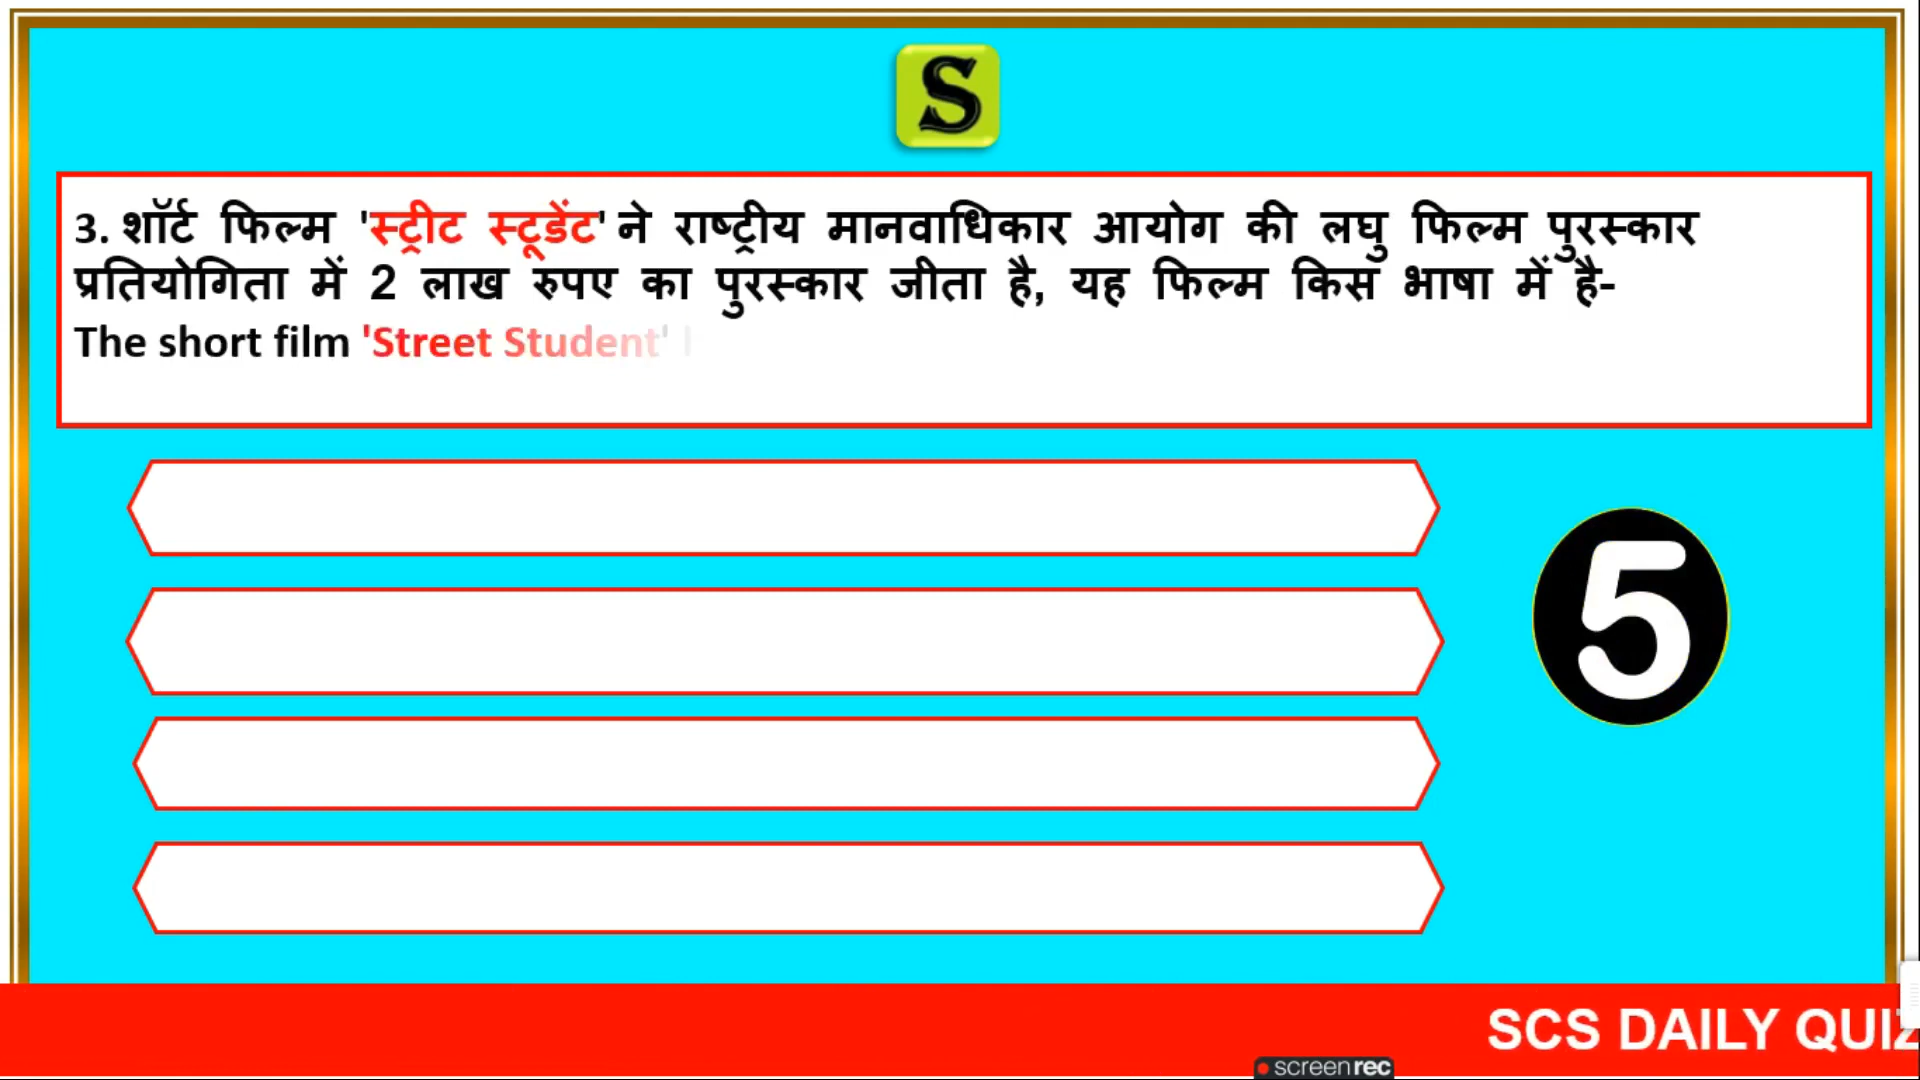 S
3. शॉर्ट फिल्म 'स्ट्रीट स्टूडेंट' ने राष्ट्रीय मानवाधिकार आयोग की लघु फिल्म पुरस्कार
प्रतियोगिता में 2 लाख रुपए का पुरस्कार जीता है, यह फिल्म किस भाषा में है-
The short film 'Street Student'
5
SCS DAILY QUIZ
screenrec